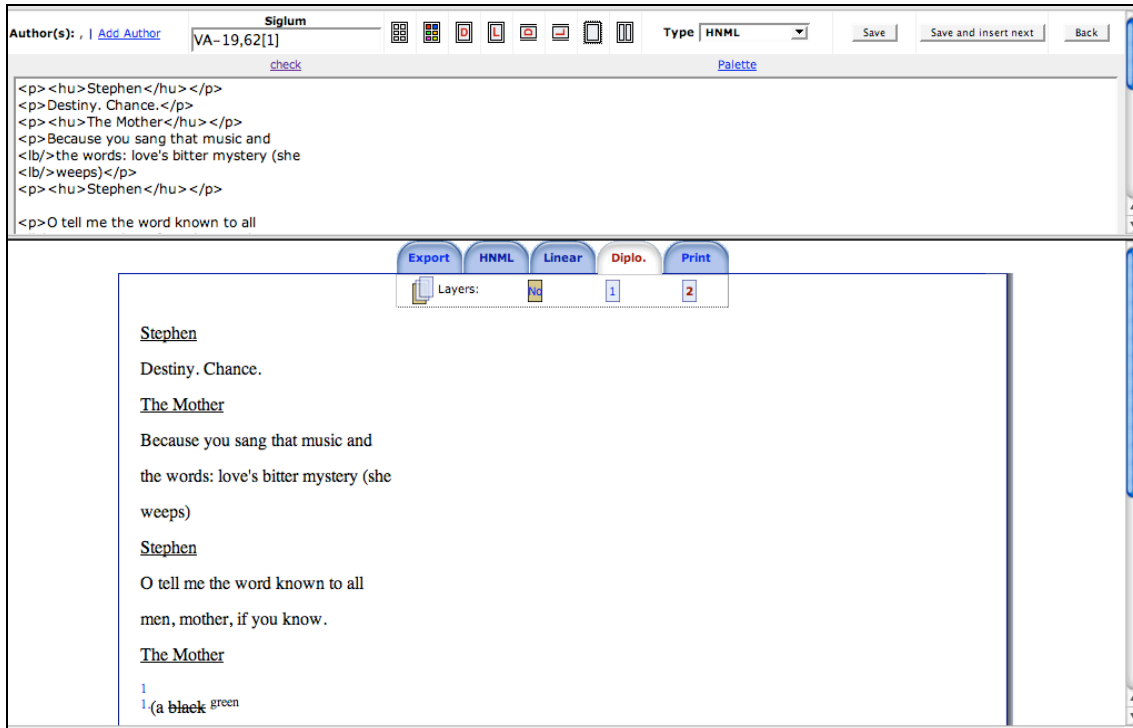 Author(s): , | Add Author Siglum VA-19,62[1] D L D L Type HNML Save Save and insert next Back
check Palette
<p><hu>Stephen</hu></p>
<p>Destiny. Chance.</p>
<p><hu>The Mother</hu></p>
<p>Because you sang that music and
<lb/>the words: love's bitter mystery (she
<lb/>weeps)</p>
<p><hu>Stephen</hu></p>
<p>O tell me the word known to all
Export HNML Linear Diplo. Print
Layers: No 1 2
Stephen
Destiny. Chance.
The Mother
Because you sang that music and
the words: love's bitter mystery (she
weeps)
Stephen
O tell me the word known to all
men, mother, if you know.
The Mother
1
1.(a black green